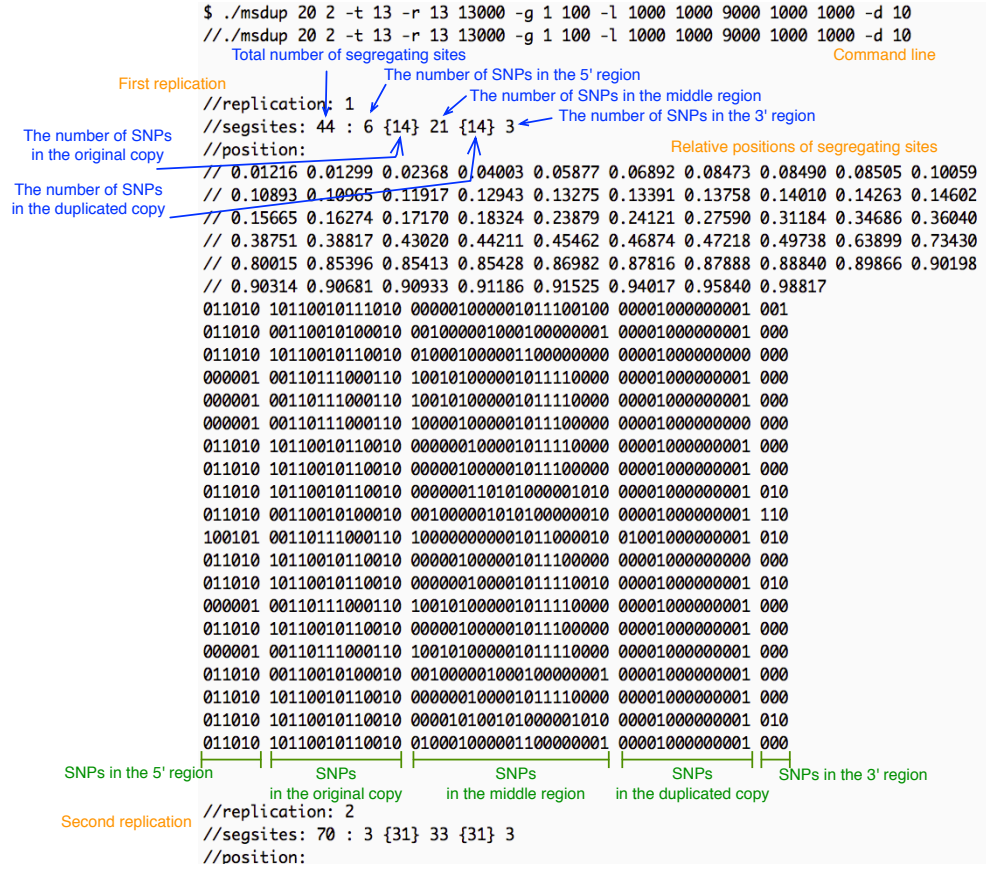 $ ./msdup 20 2 -t 13 -r 13 13000 -g 1 100 -l 1000 1000 9000 1000 1000 -d 10
//./msdup 20 2 -t 13 -r 13 13000 -g 1 100 -l 1000 1000 9000 1000 1000 -d 10
Total number of segregating sites
Command line
The number of SNPs in the 5' region
First replication
The number of SNPs in the middle region
//replication: 1
The number of SNPs in the 3' region
//segsites: 44 : 6 {14} 21 {14} 3
The number of SNPs
in the original copy
//position:
Relative positions of segregating sites
// 0.01216 0.01299 0.02368 0.04003 0.05877 0.06892 0.08473 0.08490 0.08505 0.10059
The number of SNPs
in the duplicated copy
// 0.10893 0.10965 0.11917 0.12943 0.13275 0.13391 0.13758 0.14010 0.14263 0.14602
// 0.15665 0.16274 0.17170 0.18324 0.23879 0.24121 0.27590 0.31184 0.34686 0.36040
// 0.38751 0.38817 0.43020 0.44211 0.45462 0.46874 0.47218 0.49738 0.63899 0.73430
// 0.80015 0.85396 0.85413 0.85428 0.86982 0.87816 0.87888 0.88840 0.89866 0.90198
// 0.90314 0.90681 0.90933 0.91186 0.91525 0.94017 0.95840 0.98817
011010 10110010111010 000001000001011100100 00001000000001 001
011010 00110010100010 001000001000100000001 00001000000001 000
011010 10110010110010 010001000001100000000 00001000000000 000
000001 00110111000110 100101000001011110000 00001000000001 000
000001 00110111000110 100101000001011110000 00001000000001 000
000001 00110111000110 100001000001011100000 00001000000000 000
011010 10110010110010 000001000001011110000 00001000000001 000
011010 10110010110010 000001000001011100000 00001000000001 000
011010 10110010110010 000000110101000001010 00001000000001 010
011010 00110010100010 001000001010100000010 00001000000001 110
100101 00110111000110 100000000001011000010 01001000000001 010
011010 10110010110010 000001000001011100000 00001000000000 000
011010 10110010110010 000001000001011110010 00001000000001 010
000001 00110111000110 100101000001011110000 00001000000001 000
011010 10110010110010 000001000001011100000 00001000000001 000
000001 00110111000110 100101000001011110000 00001000000001 000
011010 00110010100010 001000001000100000001 00001000000001 000
011010 10110010110010 000001000001011110000 00001000000001 000
011010 10110010110010 000010100101000001010 00001000000001 010
011010 10110010110010 010001000001100000001 00001000000001 000
SNPs in the 5' region
SNPs
in the original copy
SNPs
in the middle region
SNPs
in the duplicated copy
SNPs in the 3' region
//replication: 2
Second replication
//segsites: 70 : 3 {31} 33 {31} 3
//position: